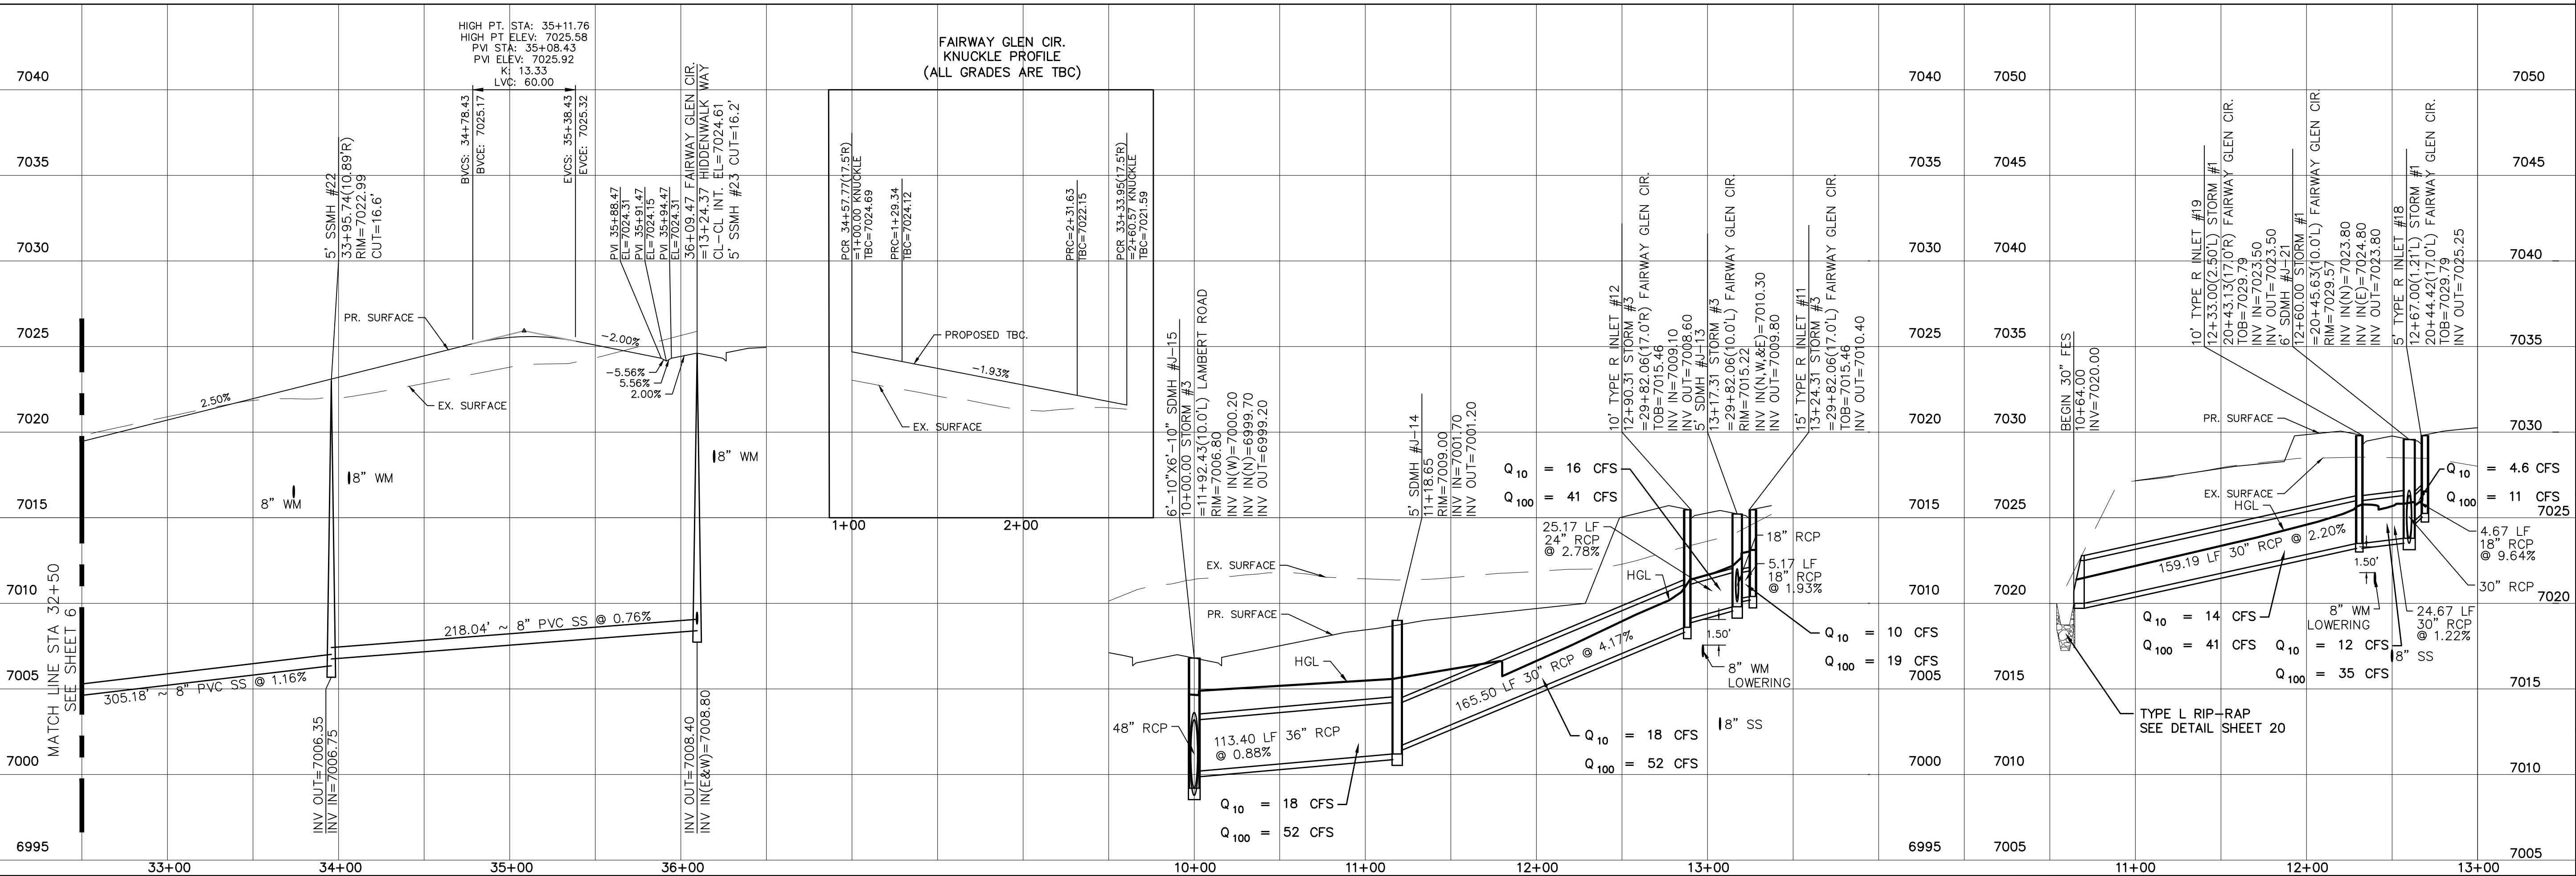 HIGH PT. STA: 35+11.76
HIGH PT ELEV: 7025.58
PVI STA: 35+08.43
PVI ELEV: 7025.92
K: 13.33
LVC: 60.00
BVCS: 34+78.43
BVCE: 7025.17
EVCS: 35+38.43
EVCE: 7025.32
7040
7035
7030
7025
7020
7015
7010
7005
7000
6995
5' SSMH #22
33+95.74(10.89'R)
RIM=7022.99
CUT=16.6'
PVI 35+88.47
EL=7024.31
PVI 35+91.47
EL=7024.15
PVI 35+94.47
EL=7024.31
36+09.47 FAIRWAY GLEN CIR.
=13+24.37 HIDDENWALK WAY
CL-CL INT. EL=7024.61
5' SSMH #23 CUT=16.2'
PR. SURFACE
2.50%
EX. SURFACE
-2.00%
-5.56%
5.56%
2.00%
8" WM
8" WM
8" WM
MATCH LINE STA 32+50
SEE SHEET 6
305.18' ~ 8" PVC SS @ 1.16%
218.04' ~ 8" PVC SS @ 0.76%
INV OUT=7006.35
INV IN=7006.75
INV OUT=7008.40
INV IN(E&W)=7008.80
33+00
34+00
35+00
36+00
FAIRWAY GLEN CIR.
KNUCKLE PROFILE
(ALL GRADES ARE TBC)
PCR 34+57.77(17.5'R)
=1+00.00 KNUCKLE
TBC=7024.69
PRC=1+29.34
TBC=7024.12
PRC=2+31.63
TBC=7022.15
PCR 33+33.95(17.5'R)
=2+60.57 KNUCKLE
TBC=7021.59
PROPOSED TBC.
-1.93%
EX. SURFACE
1+00
2+00
6'-10"X6'-10" SDMH #J-15
10+00.00 STORM #3
=11+92.43(10.0'L) LAMBERT ROAD
RIM=7006.80
INV IN(W)=7000.20
INV IN(N)=6999.70
INV OUT=6999.20
5' SDMH #J-14
11+18.65
RIM=7009.00
INV IN=7001.70
INV OUT=7001.20
10' TYPE R INLET #12
12+90.31 STORM #3
=29+82.06(17.0'R) FAIRWAY GLEN CIR.
TOB=7015.46
INV IN=7009.10
INV OUT=7008.60
5' SDMH #J-13
13+17.31 STORM #3
=29+82.06(10.0'L) FAIRWAY GLEN CIR.
RIM=7015.22
INV IN(N,W,&E)=7010.30
INV OUT=7009.80
15' TYPE R INLET #11
13+24.31 STORM #3
=29+82.06(17.0'L) FAIRWAY GLEN CIR.
TOB=7015.46
INV OUT=7010.40
Q10 = 16 CFS
Q100 = 41 CFS
25.17 LF
24" RCP
@ 2.78%
18" RCP
5.17 LF
18" RCP
@ 1.93%
EX. SURFACE
HGL
PR. SURFACE
HGL
48" RCP
113.40 LF 36" RCP
@ 0.88%
165.50 LF 30" RCP @ 4.17%
1.50'
8" WM
LOWERING
8" SS
Q10 = 10 CFS
Q100 = 19 CFS
Q10 = 18 CFS
Q100 = 52 CFS
Q10 = 18 CFS
Q100 = 52 CFS
10+00
11+00
12+00
13+00
7040
7035
7030
7025
7020
7015
7010
7005
7000
6995
7050
7045
7040
7035
7030
7025
7020
7015
7010
7005
BEGIN 30" FES
10+64.00
INV=7020.00
10' TYPE R INLET #19
12+33.00(2.50'L) STORM #1
20+43.13(17.0'R) FAIRWAY GLEN CIR.
TOB=7029.79
INV IN=7023.50
INV OUT=7023.50
6' SDMH #J-21
12+60.00 STORM #1
=20+45.63(10.0'L) FAIRWAY GLEN CIR.
RIM=7029.57
INV IN(N)=7023.80
INV IN(E)=7024.80
INV OUT=7023.80
5' TYPE R INLET #18
12+67.00(1.21'L) STORM #1
20+44.42(17.0'L) FAIRWAY GLEN CIR.
TOB=7029.79
INV OUT=7025.25
PR. SURFACE
EX. SURFACE
HGL
159.19 LF 30" RCP @ 2.20%
Q10 = 4.6 CFS
Q100 = 11 CFS
4.67 LF
18" RCP
@ 9.64%
30" RCP
1.50'
8" WM
LOWERING
24.67 LF
30" RCP
@ 1.22%
8" SS
Q10 = 14 CFS
Q100 = 41 CFS
Q10 = 12 CFS
Q100 = 35 CFS
TYPE L RIP-RAP
SEE DETAIL SHEET 20
11+00
12+00
13+00
7050
7045
7040
7035
7030
7025
7020
7015
7010
7005